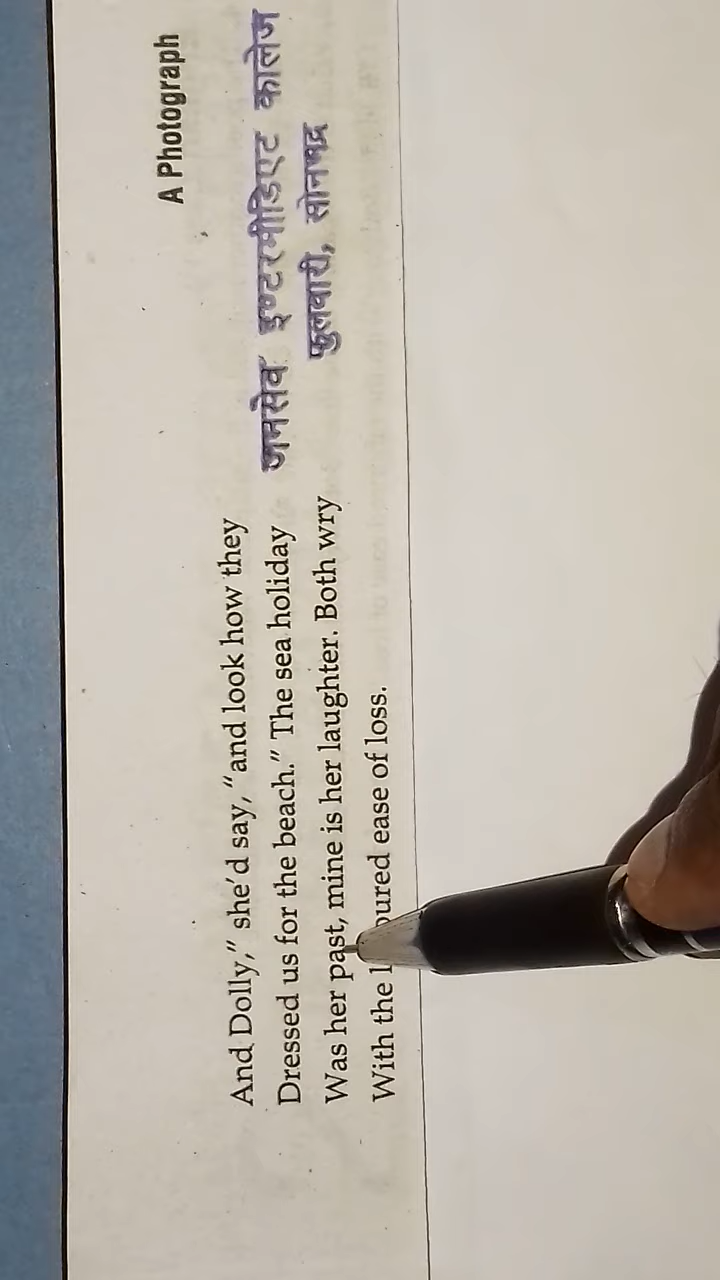 A Photograph
जनसेवा इण्टरमीडिएट कालेज
फुलवारी, सोनभद्र
And Dolly,” she’d say, “and look how they
Dressed us for the beach.” The sea holiday
Was her past, mine is her laughter. Both wry
With the ease of loss.